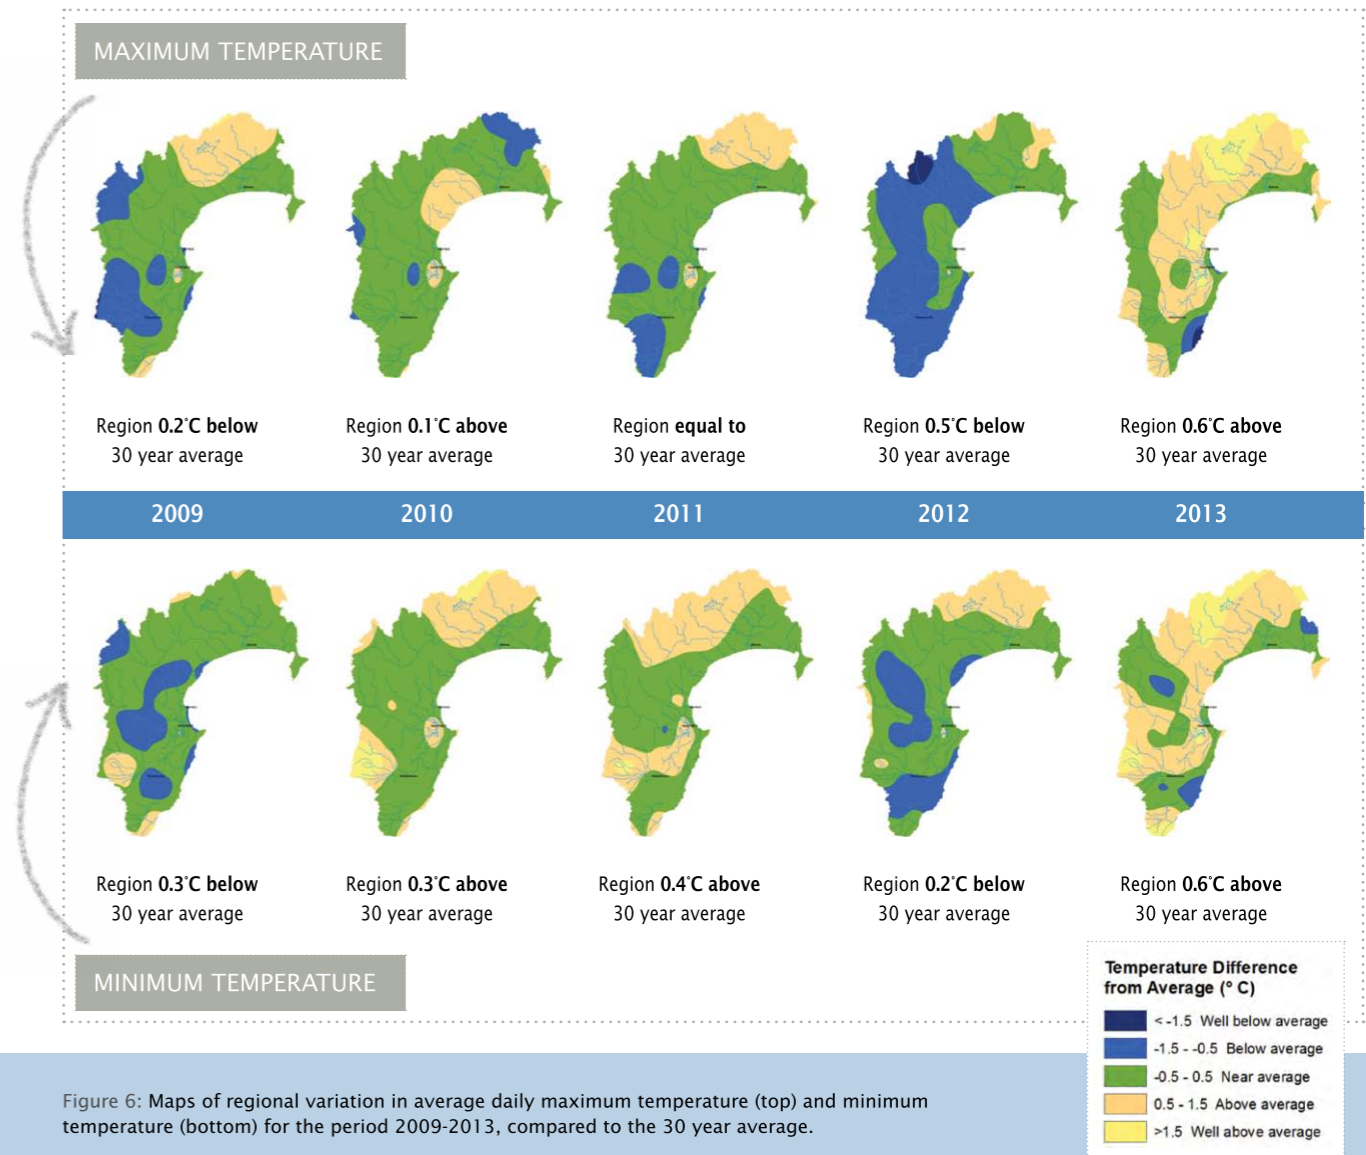 MAXIMUM TEMPERATURE
Region 0.2°C below
30 year average
Region 0.1°C above
30 year average
Region equal to
30 year average
Region 0.5°C below
30 year average
Region 0.6°C above
30 year average
2009
2010
2011
2012
2013
Region 0.3°C below
30 year average
Region 0.3°C above
30 year average
Region 0.4°C above
30 year average
Region 0.2°C below
30 year average
Region 0.6°C above
30 year average
MINIMUM TEMPERATURE
Temperature Difference
from Average (° C)
< -1.5 Well below average
-1.5 - -0.5 Below average
-0.5 - 0.5 Near average
0.5 - 1.5 Above average
>1.5 Well above average
Figure 6: Maps of regional variation in average daily maximum temperature (top) and minimum
temperature (bottom) for the period 2009-2013, compared to the 30 year average.